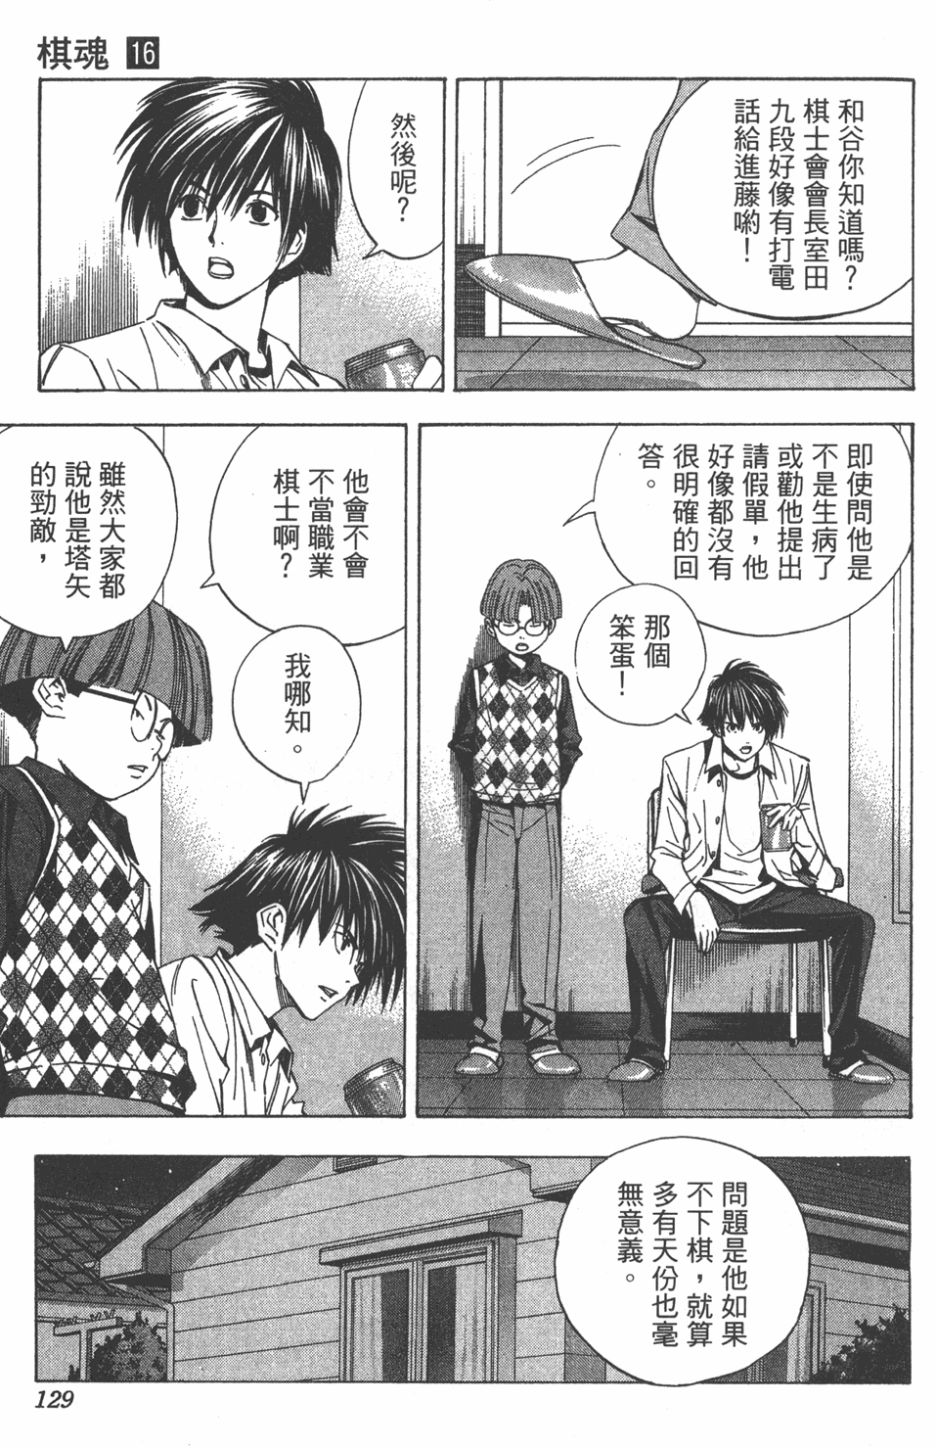 棋魂 16
和谷你知道嗎？
棋士會會長室田
九段好像有打電
話給進藤喲！
然後呢？
即使問他是
不是生病了
或勸他提出
請假單，他
好像都沒有
很明確的回
答。
那個
笨蛋！
他會不會
不當職業
棋士啊？
我哪知。
雖然大家都
說他是塔矢
的勁敵，
問題是他如果
不下棋，就算
多有天份也毫
無意義。
129